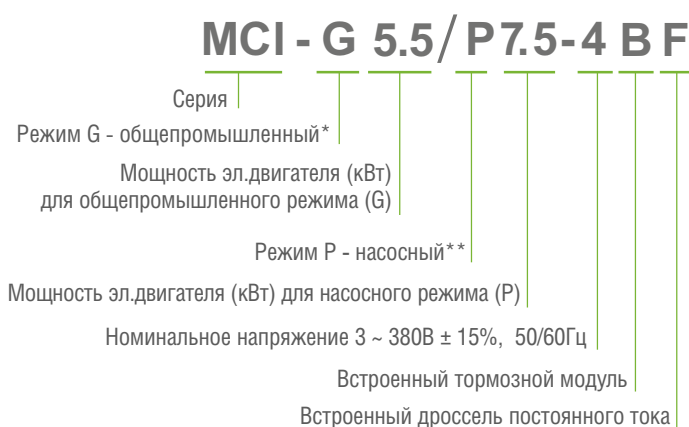 MCI - G 5.5/P7.5-4 B F
Серия
Режим G - общепромышленный*
Мощность эл.двигателя (кВт)
для общепромышленного режима (G)
Режим P - насосный**
Мощность эл.двигателя (кВт) для насосного режима (P)
Номинальное напряжение 3 ~ 380В ± 15%, 50/60Гц
Встроенный тормозной модуль
Встроенный дроссель постоянного тока